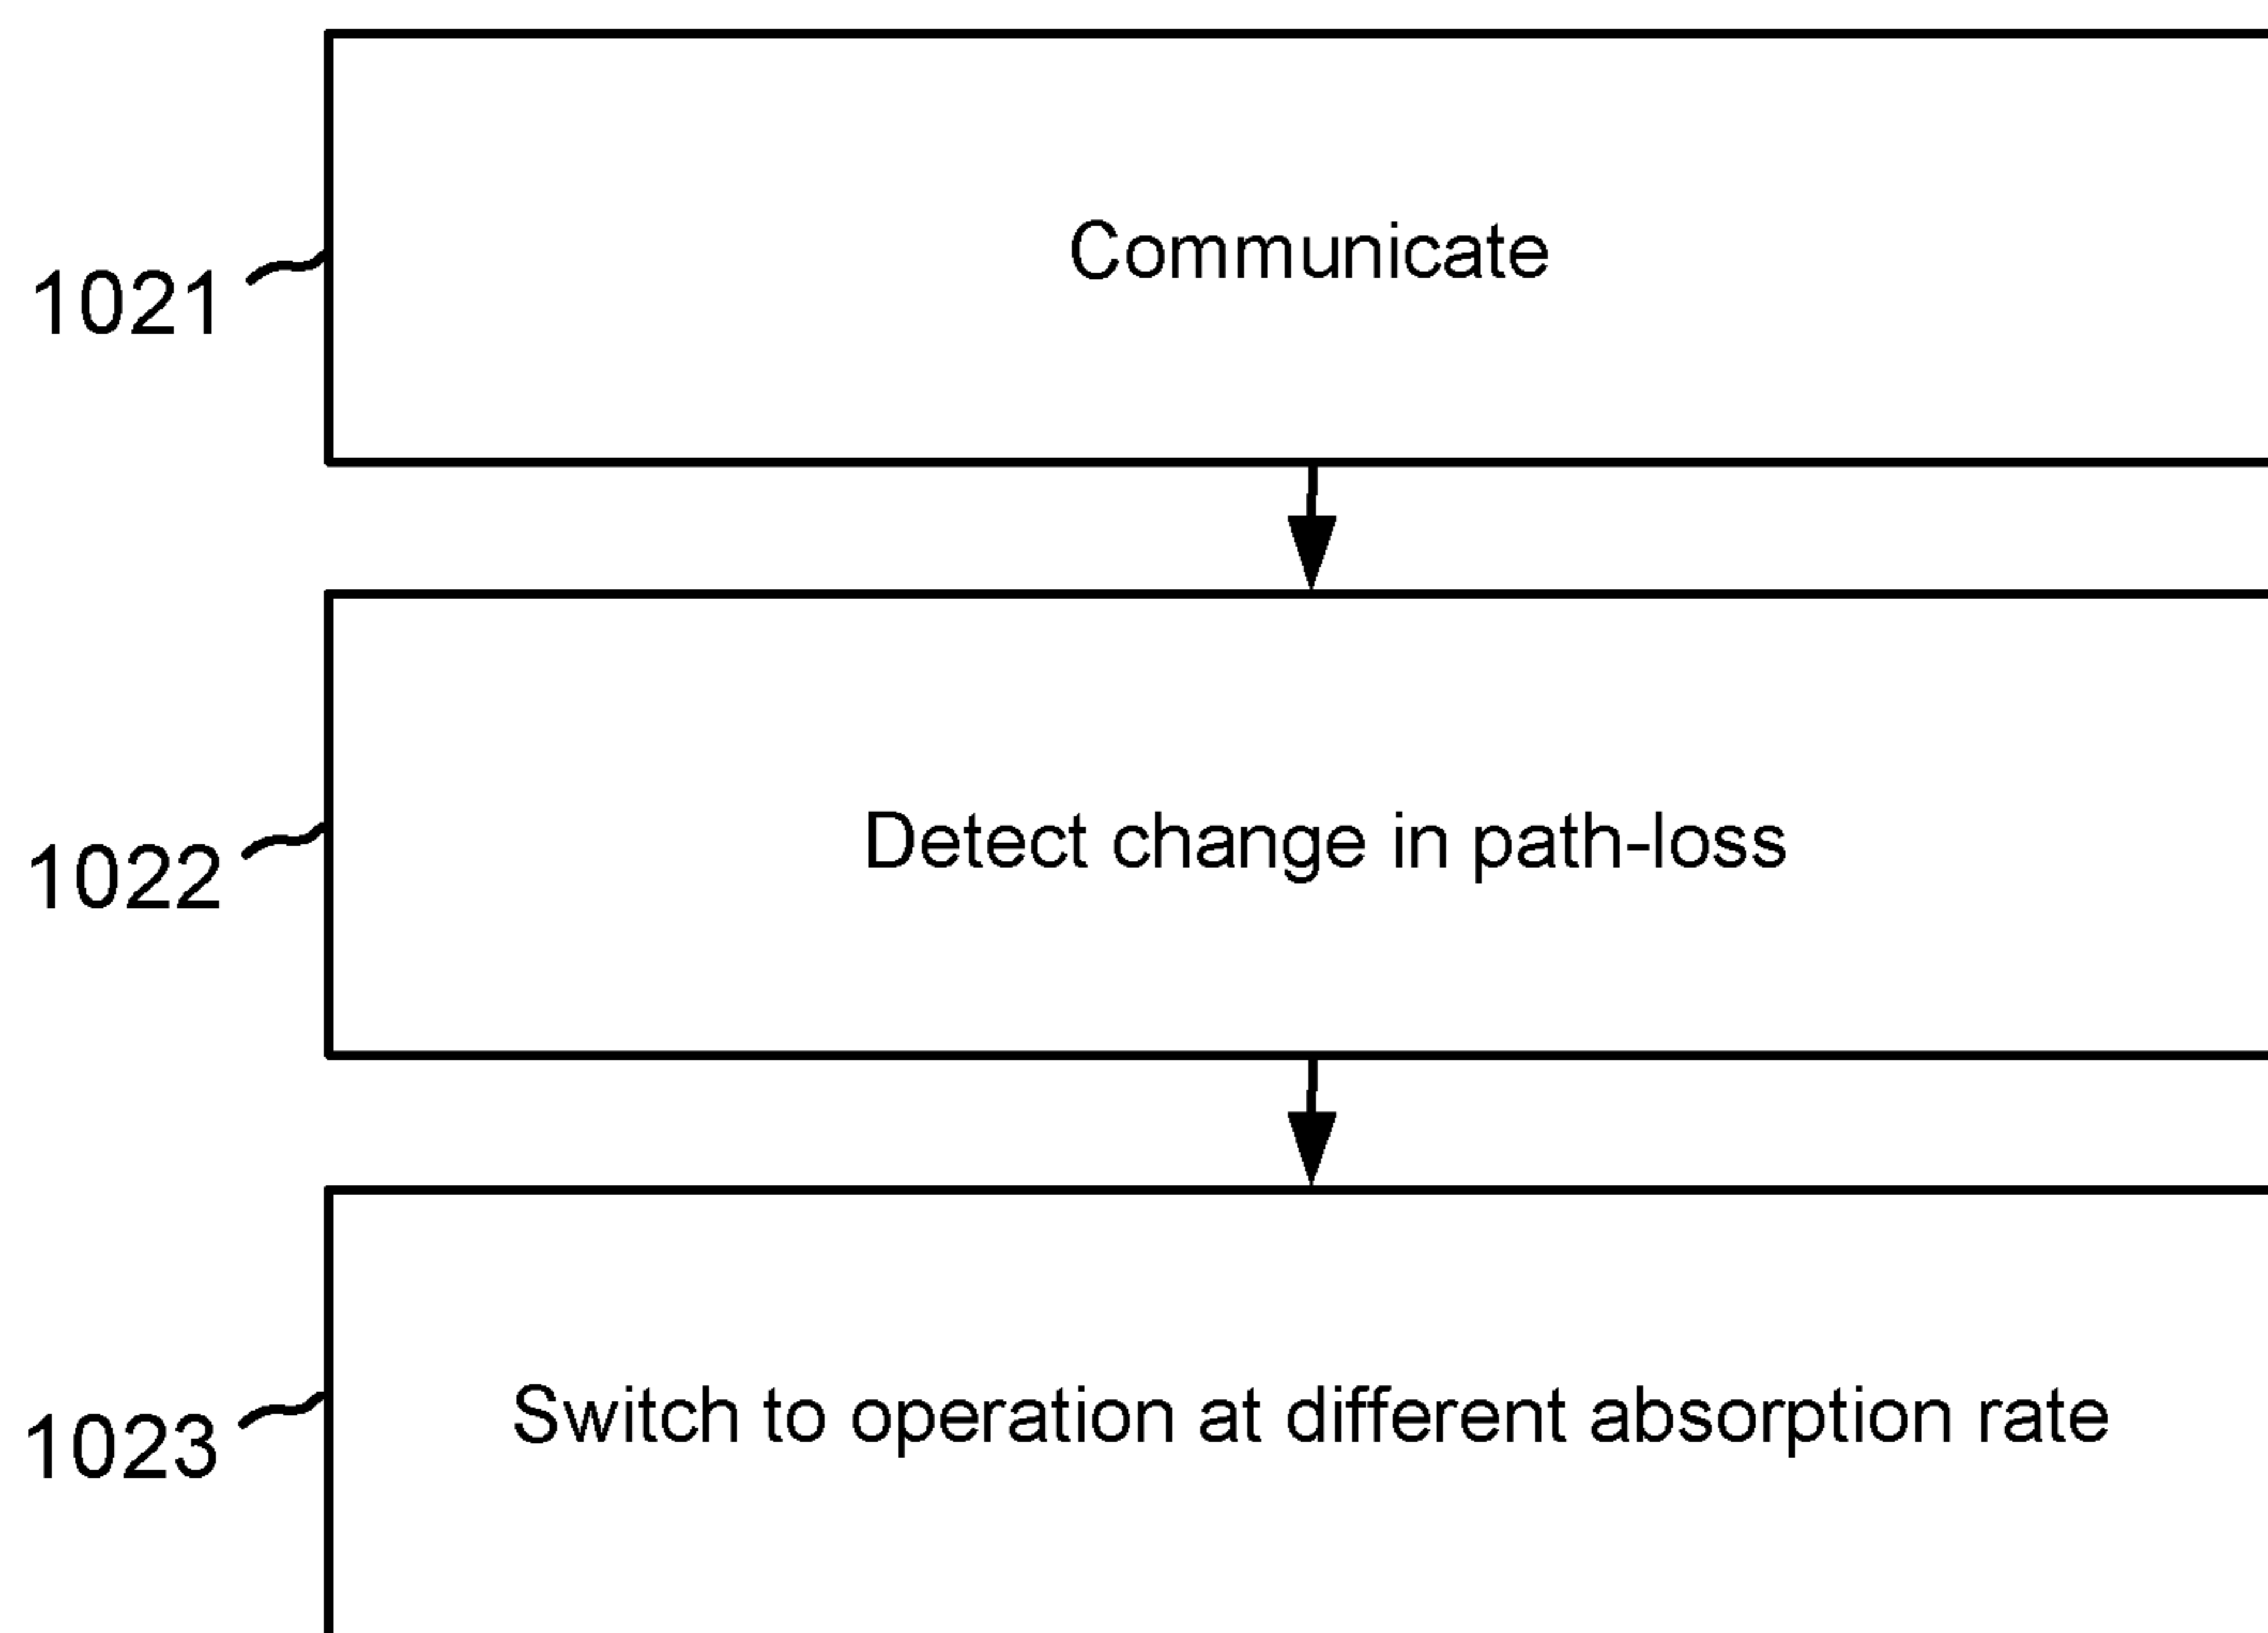 Communicate
1021
Detect change in path-loss
1022
Switch to operation at different absorption rate
1023